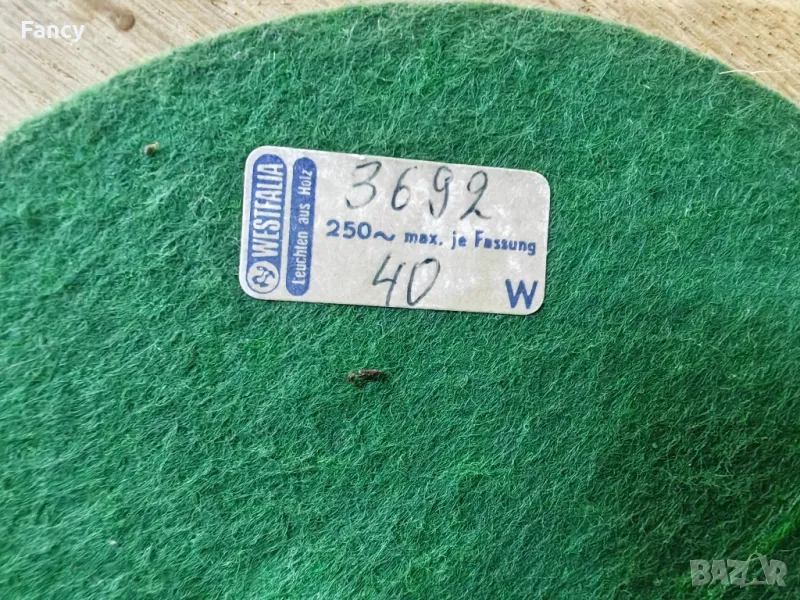 Fancy
WESTFALIA
Leuchten aus Holz
3692
250~ max. je Fassung
40
W
BAZAR